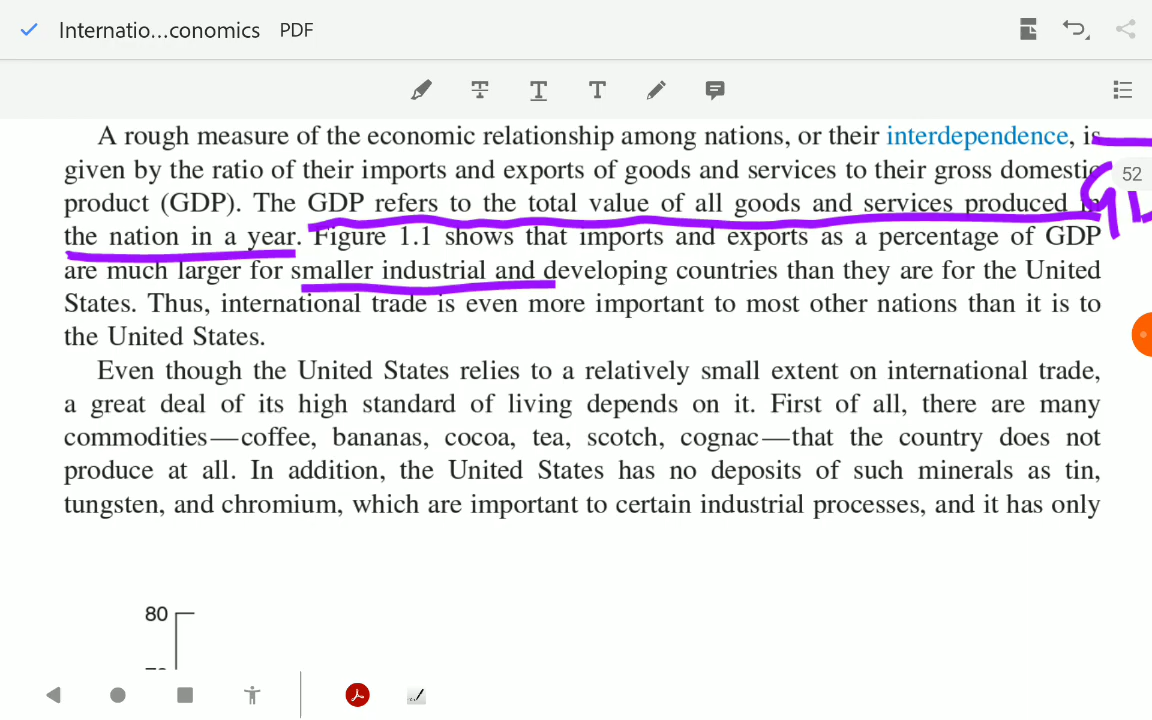 Internatio...conomics PDF
A rough measure of the economic relationship among nations, or their interdependence, is
given by the ratio of their imports and exports of goods and services to their gross domestic
52
product (GDP). The GDP refers to the total value of all goods and services produced in
the nation in a year. Figure 1.1 shows that imports and exports as a percentage of GDP
are much larger for smaller industrial and developing countries than they are for the United
States. Thus, international trade is even more important to most other nations than it is to
the United States.
Even though the United States relies to a relatively small extent on international trade,
a great deal of its high standard of living depends on it. First of all, there are many
commodities—coffee, bananas, cocoa, tea, scotch, cognac—that the country does not
produce at all. In addition, the United States has no deposits of such minerals as tin,
tungsten, and chromium, which are important to certain industrial processes, and it has only
80